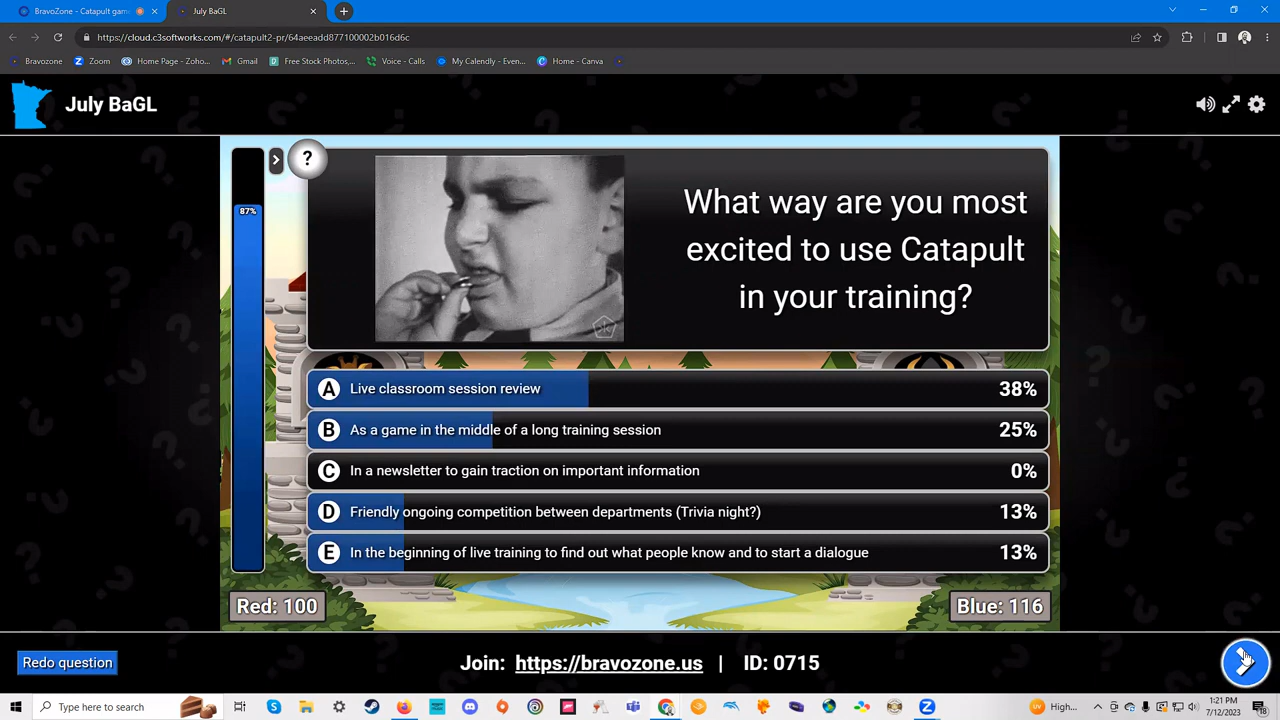 BravoZone - Catapult gam
July BaGL
https://cloud.c3softworks.com/#/catapult2-pr/64aeeadd877100002b016d6c
Bravozone
Zoom
Home Page - Zoho...
Gmail
Free Stock Photos,...
Voice - Calls
My Calendly - Even...
Home - Canva
July BaGL
?
87%
What way are you most
excited to use Catapult
in your training?
A Live classroom session review 38%
B As a game in the middle of a long training session 25%
C In a newsletter to gain traction on important information 0%
D Friendly ongoing competition between departments (Trivia night?) 13%
E In the beginning of live training to find out what people know and to start a dialogue 13%
Red: 100
Blue: 116
Redo question
Join: https://bravozone.us | ID: 0715
Type here to search
High...
1:21 PM
7/12/2023